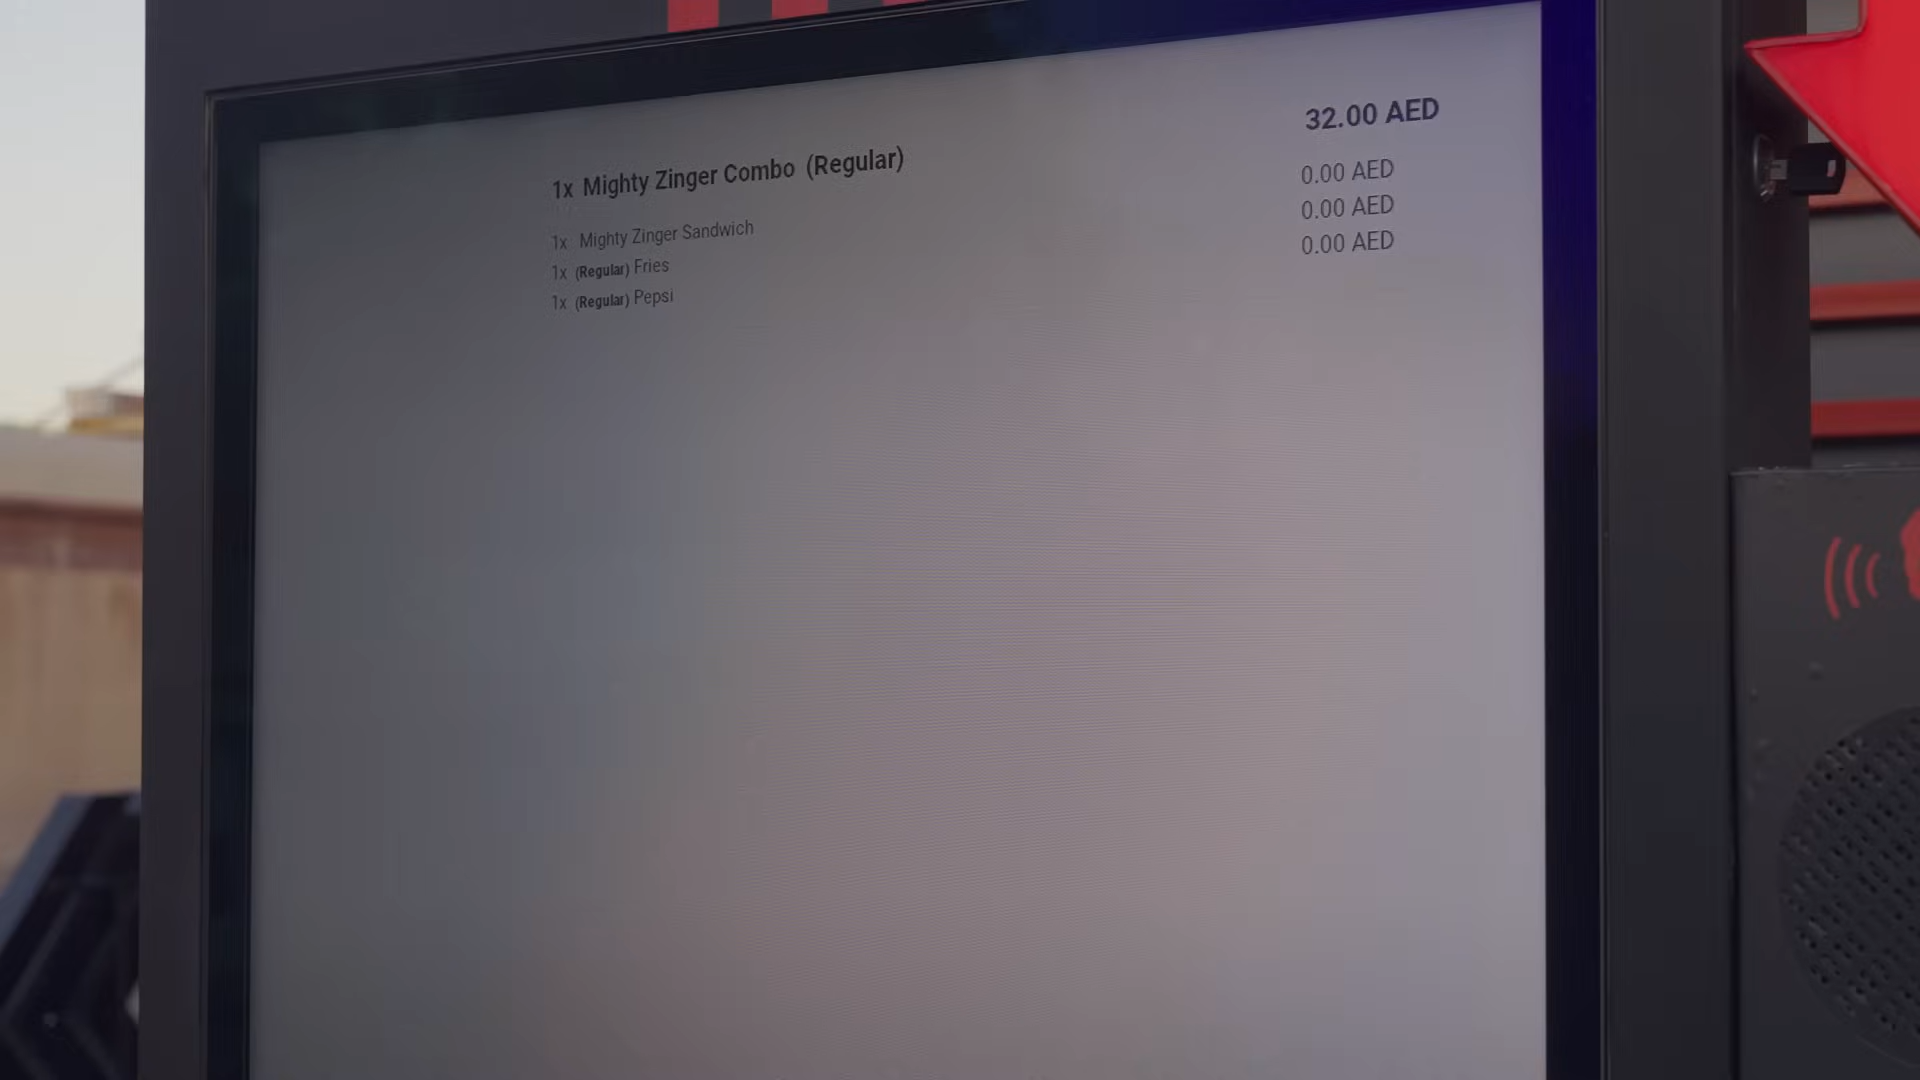 1x Mighty Zinger Combo (Regular) 32.00 AED
1x Mighty Zinger Sandwich 0.00 AED
1x (Regular) Fries 0.00 AED
1x (Regular) Pepsi 0.00 AED